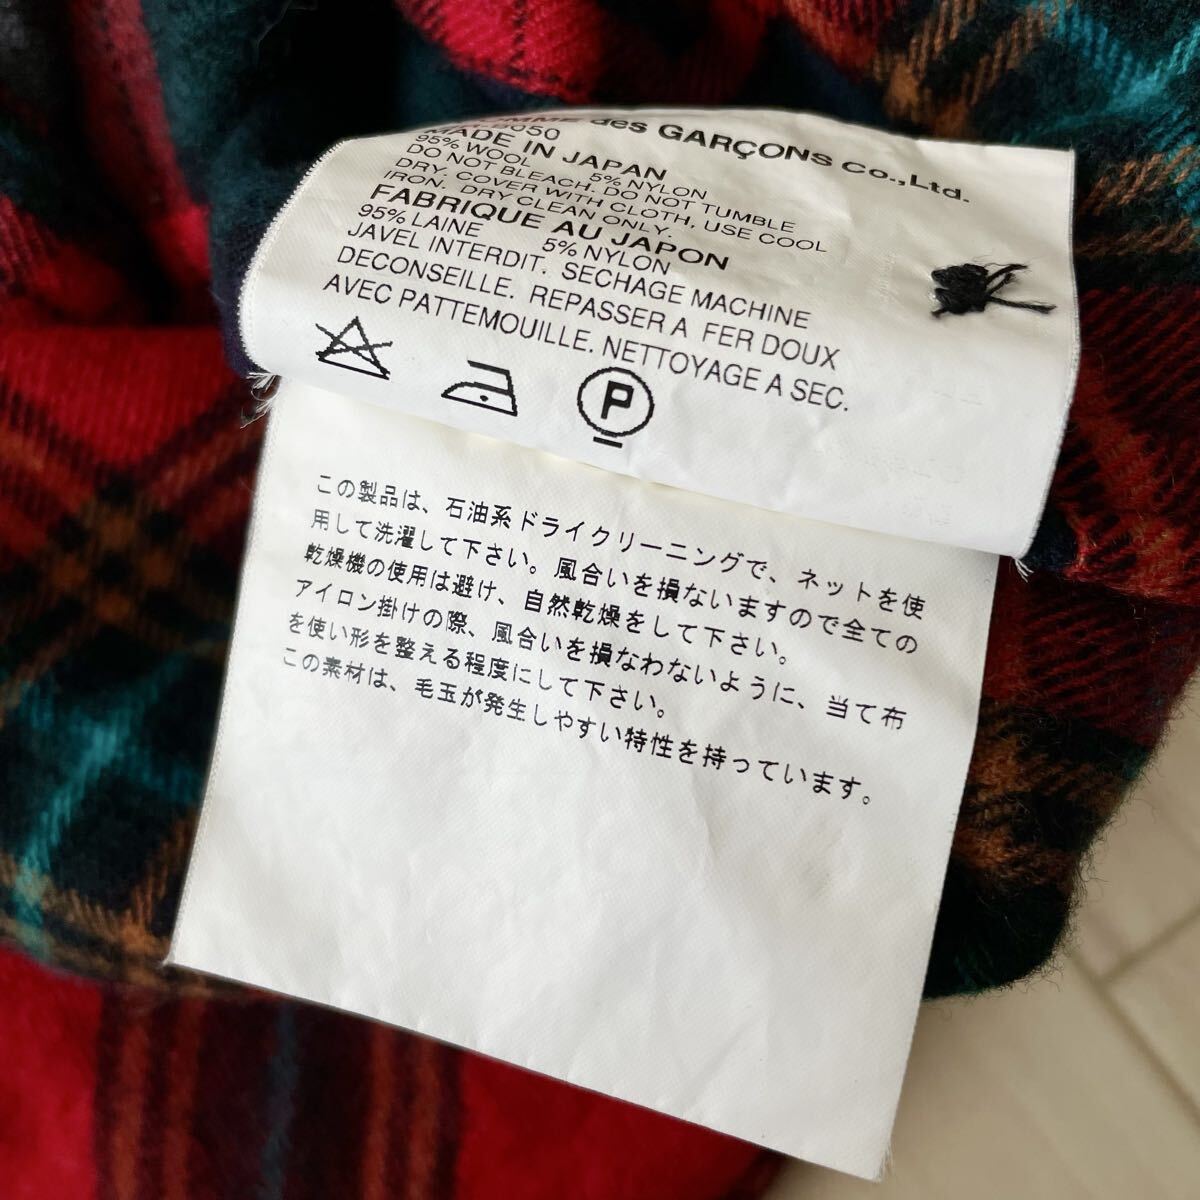 des GARÇONS Co.,Ltd.
050
MADE IN JAPAN
95% WOOL 5% NYLON
DO NOT BLEACH. DO NOT TUMBLE
DRY. COVER WITH CLOTH, USE COOL
IRON. DRY CLEAN ONLY.
FABRIQUE AU JAPON
95% LAINE 5% NYLON
JAVEL INTERDIT. SECHAGE MACHINE
DECONSEILLE. REPASSER A FER DOUX
AVEC PATTEMOUILLE. NETTOYAGE A SEC.
P
この製品は、石油系ドライクリーニングで、ネットを使
用して洗濯して下さい。風合いを損ないますので全ての
乾燥機の使用は避け、自然乾燥をして下さい。
アイロン掛けの際、風合いを損なわないように、当て布
を使い形を整える程度にして下さい。
この素材は、毛玉が発生しやすい特性を持っています。